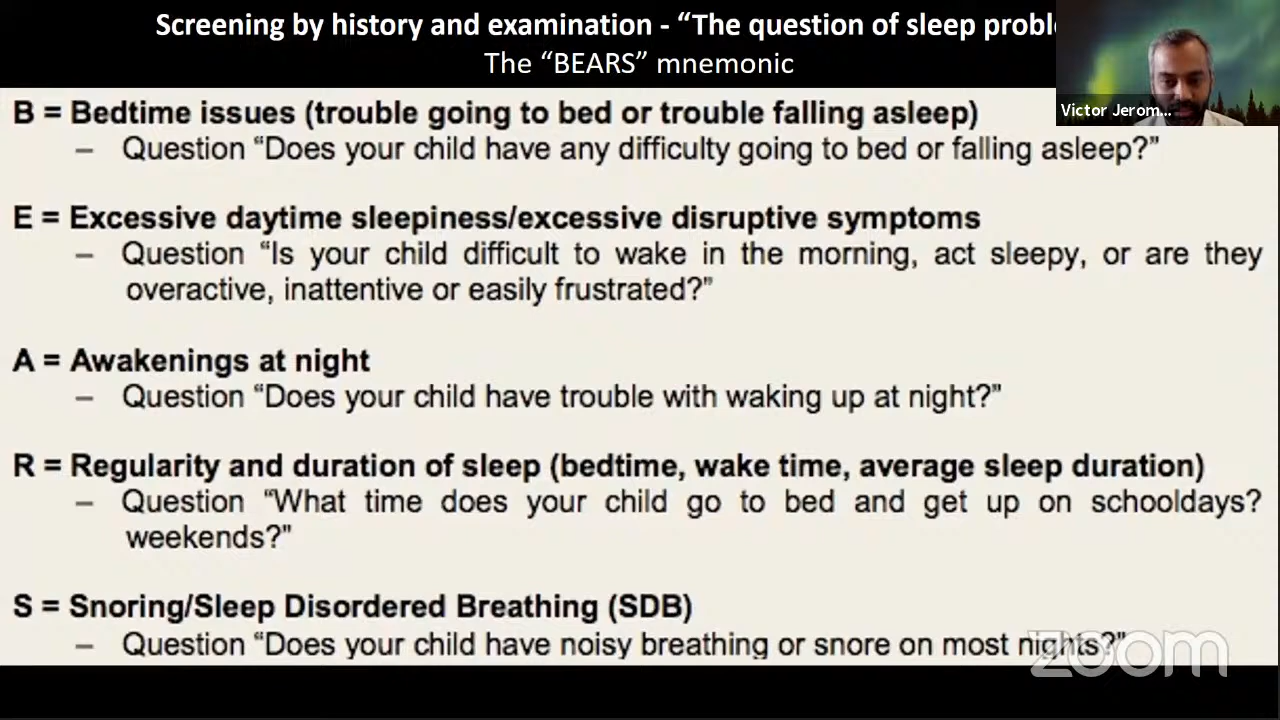 Screening by history and examination - “The question of sleep
The “BEARS” mnemonic
Victor Jerom...
B = Bedtime issues (trouble going to bed or trouble falling asleep)
– Question “Does your child have any difficulty going to bed or falling asleep?”
E = Excessive daytime sleepiness/excessive disruptive symptoms
– Question “Is your child difficult to wake in the morning, act sleepy, or are they
overactive, inattentive or easily frustrated?”
A = Awakenings at night
– Question “Does your child have trouble with waking up at night?”
R = Regularity and duration of sleep (bedtime, wake time, average sleep duration)
– Question “What time does your child go to bed and get up on schooldays?
weekends?”
S = Snoring/Sleep Disordered Breathing (SDB)
– Question “Does your child have noisy breathing or snore on most nights?”
zoom